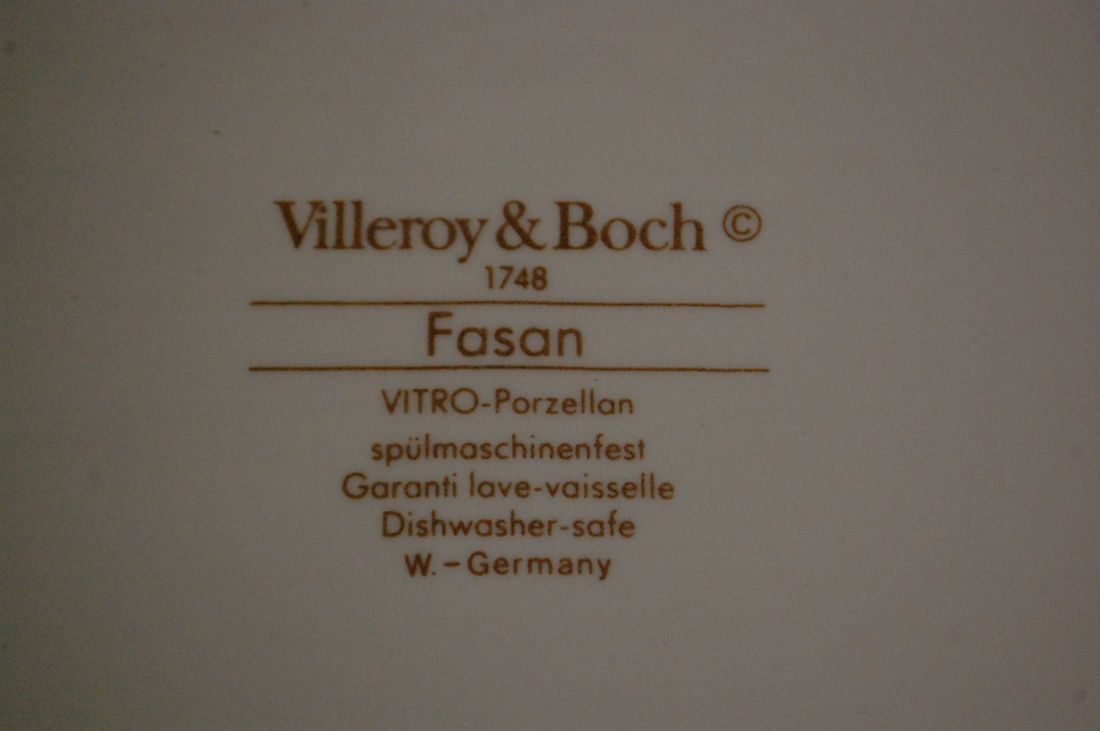 Villeroy & Boch ©
1748
Fasan
VITRO-Porzellan
spülmaschinenfest
Garanti lave-vaisselle
Dishwasher-safe
W.-Germany